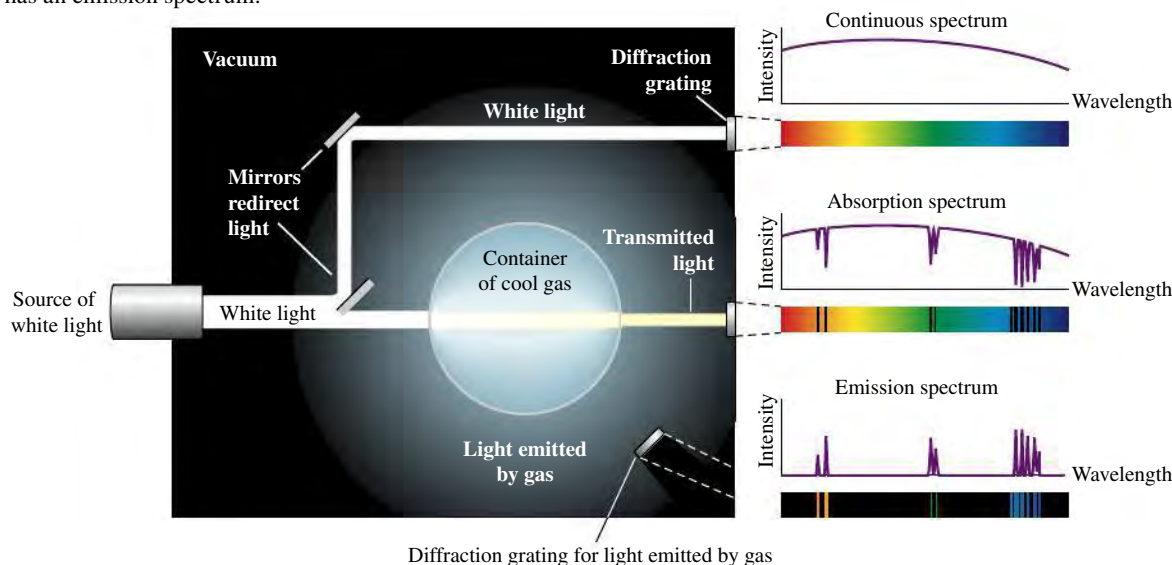 has an emission spectrum.
Vacuum
Diffraction
grating
White light
Mirrors
redirect
light
Container
of cool gas
Transmitted
light
Source of
white light
White light
Light emitted
by gas
Diffraction grating for light emitted by gas
Continuous spectrum
Intensity
Wavelength
Absorption spectrum
Intensity
Wavelength
Emission spectrum
Intensity
Wavelength